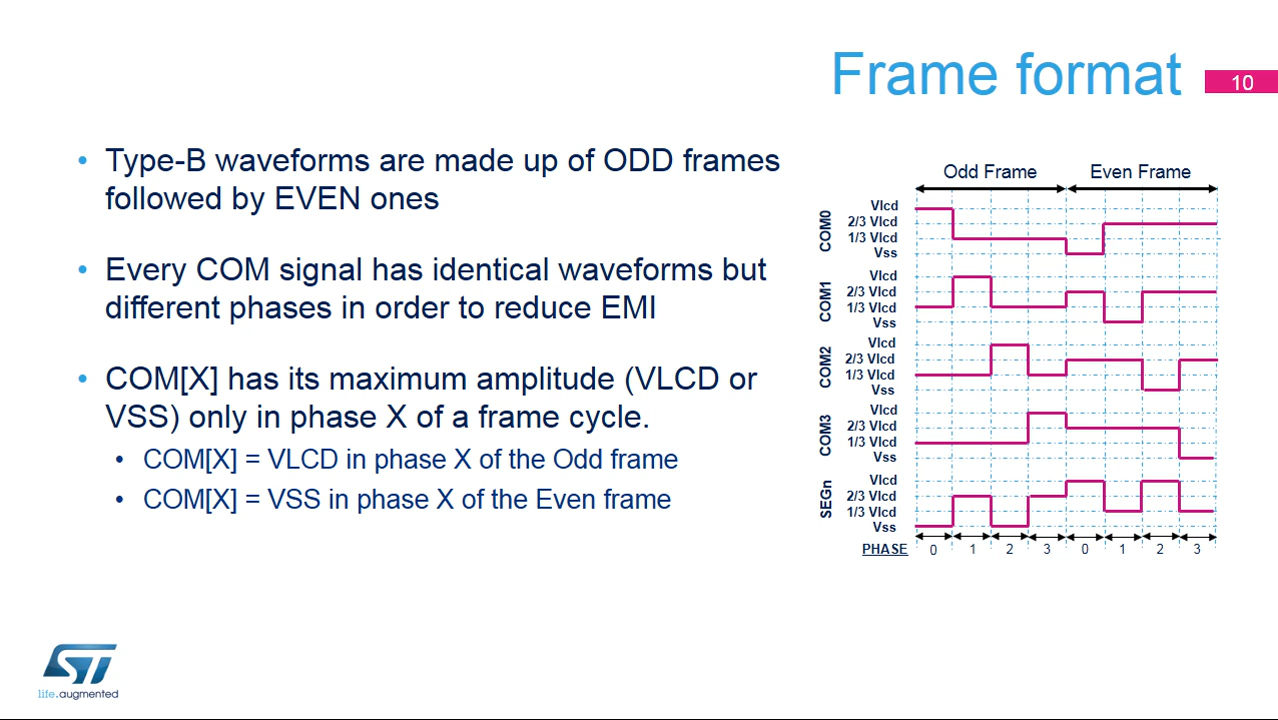 Frame format
10
• Type-B waveforms are made up of ODD frames
followed by EVEN ones
• Every COM signal has identical waveforms but
different phases in order to reduce EMI
• COM[X] has its maximum amplitude (VLCD or
VSS) only in phase X of a frame cycle.
• COM[X] = VLCD in phase X of the Odd frame
• COM[X] = VSS in phase X of the Even frame
Odd Frame Even Frame
COM0
Vlcd
2/3 Vlcd
1/3 Vlcd
Vss
COM1
Vlcd
2/3 Vlcd
1/3 Vlcd
Vss
COM2
Vlcd
2/3 Vlcd
1/3 Vlcd
Vss
COM3
Vlcd
2/3 Vlcd
1/3 Vlcd
Vss
SEGn
Vlcd
2/3 Vlcd
1/3 Vlcd
Vss
PHASE 0 1 2 3 0 1 2 3
ST
life.augmented